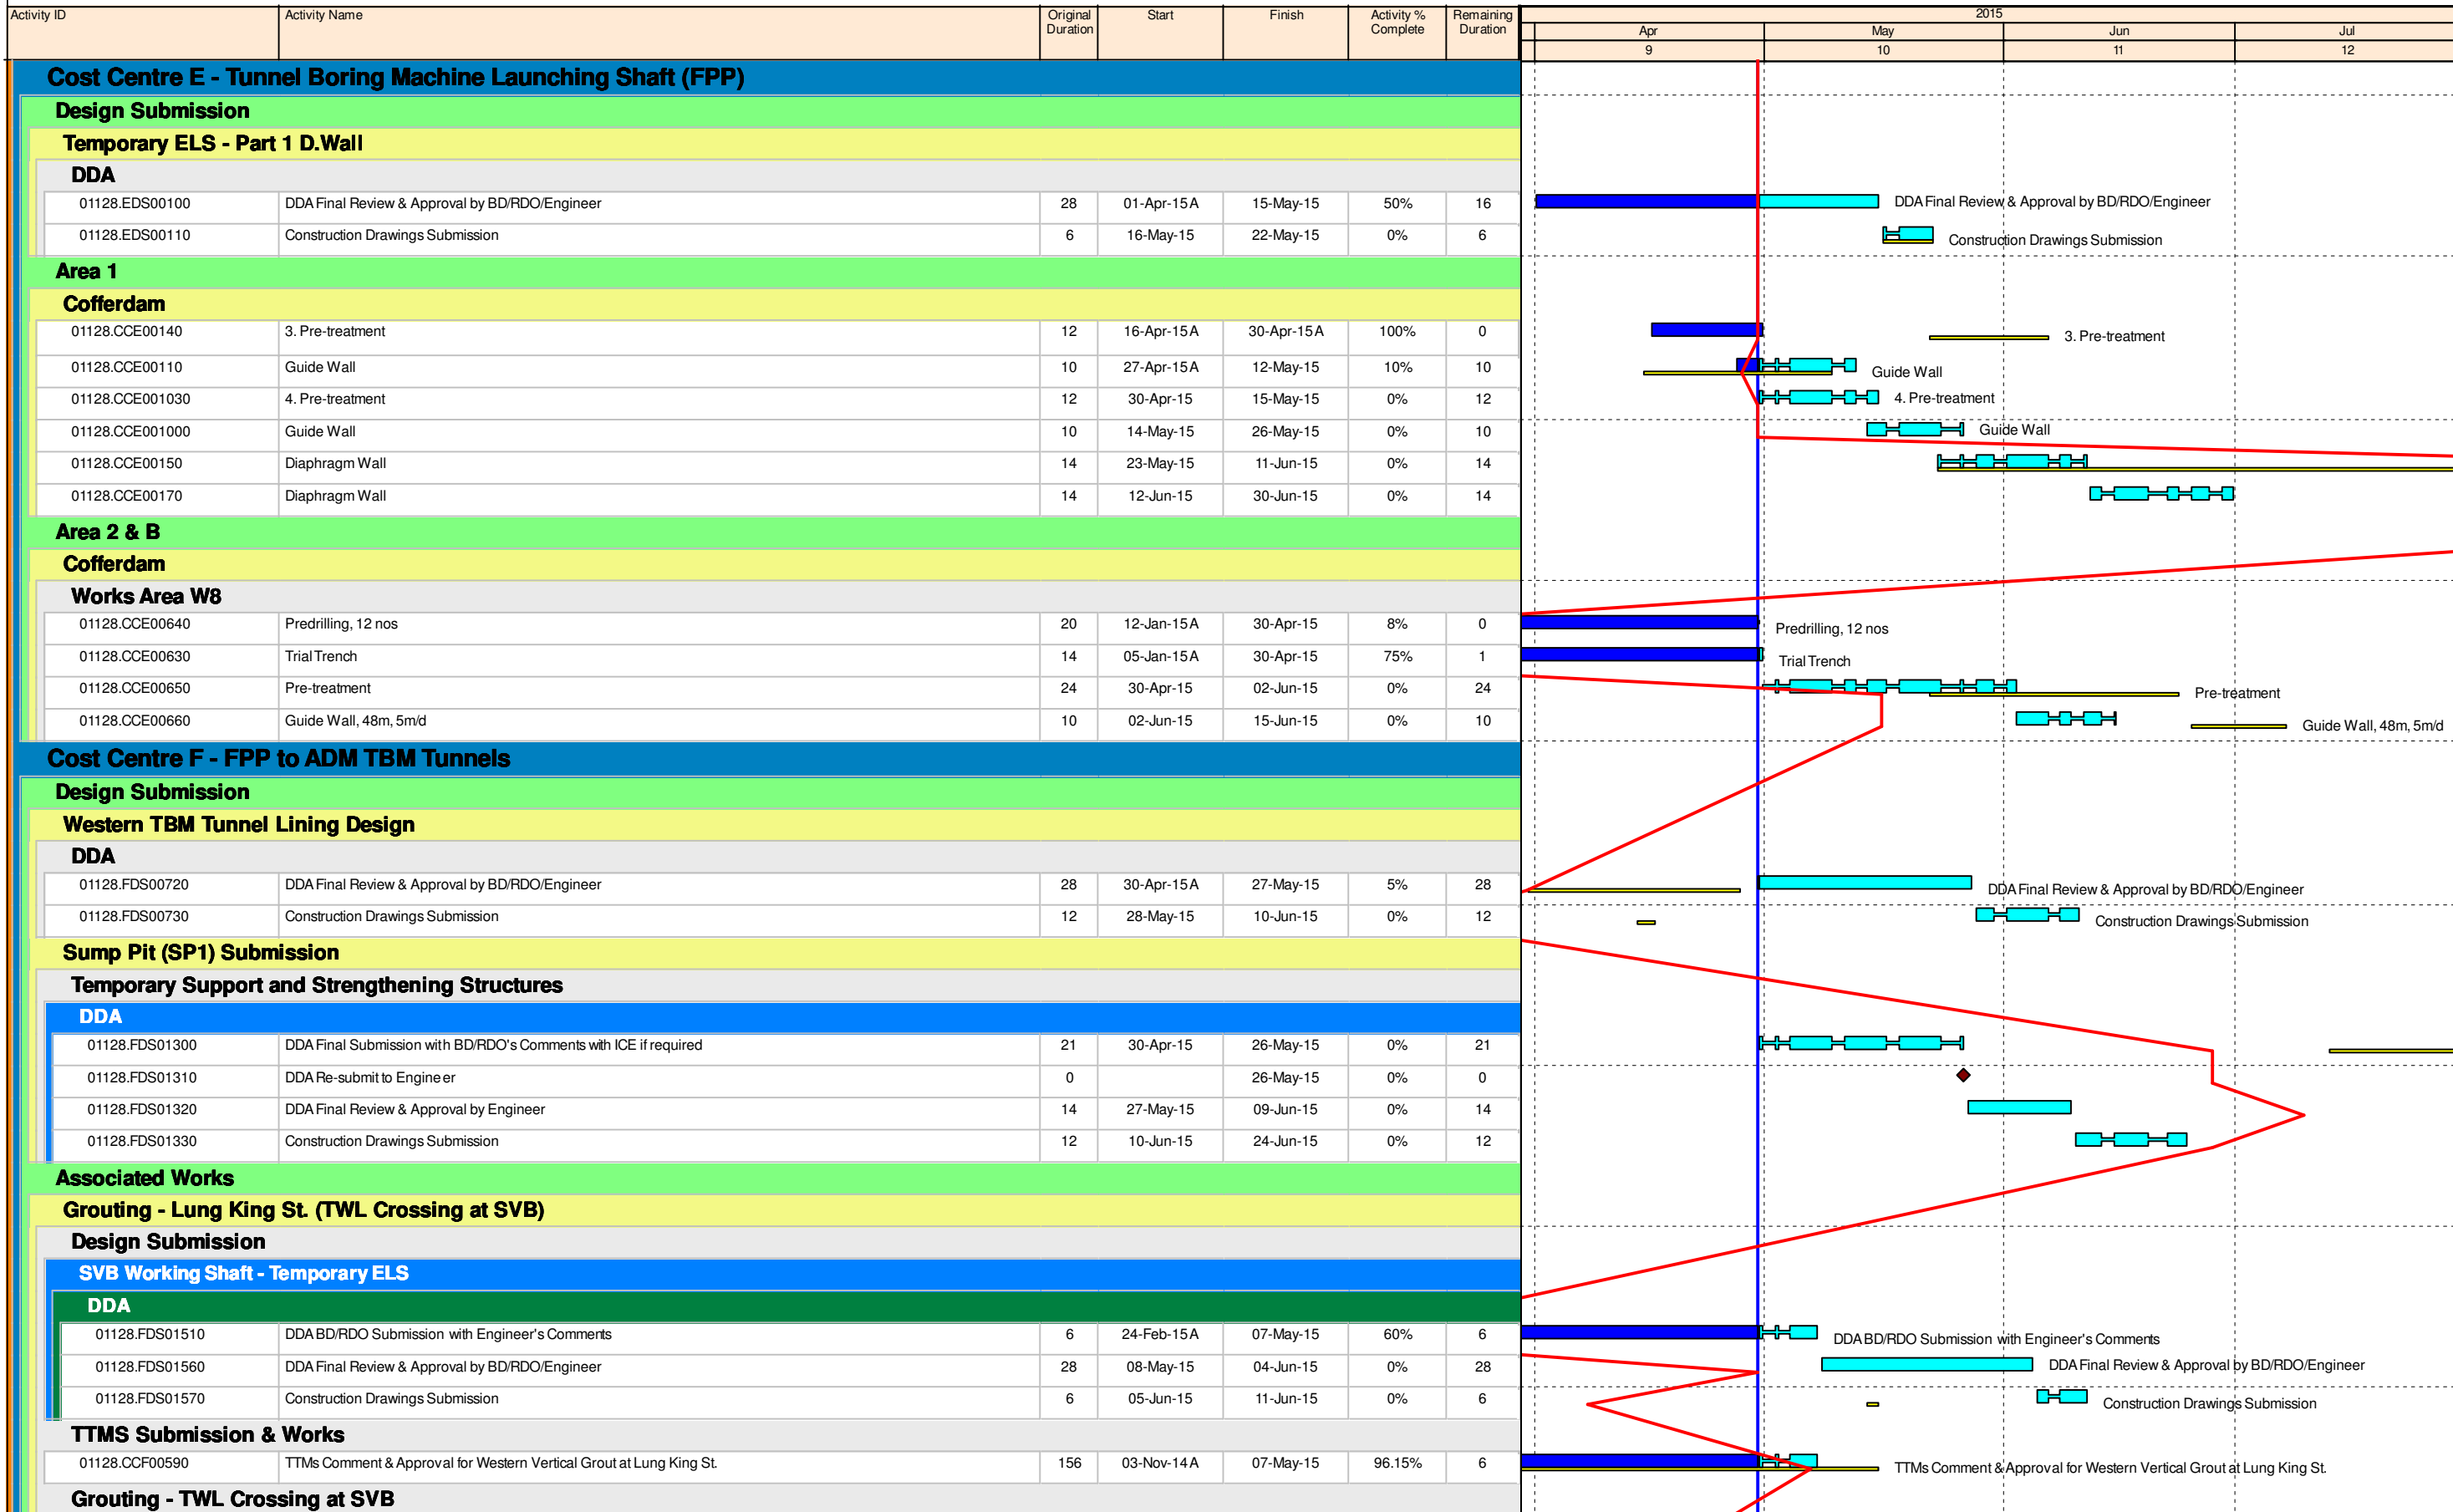 Activity ID Activity Name Original Duration Start Finish Activity % Complete Remaining Duration 2015
Apr May Jun Jul
9 10 11 12
Cost Centre E - Tunnel Boring Machine Launching Shaft (FPP)
Design Submission
Temporary ELS - Part 1 D.Wall
DDA
01128.EDS00100 DDA Final Review & Approval by BD/RDO/Engineer 28 01-Apr-15 A 15-May-15 50% 16 DDA Final Review & Approval by BD/RDO/Engineer
01128.EDS00110 Construction Drawings Submission 6 16-May-15 22-May-15 0% 6 Construction Drawings Submission
Area 1
Cofferdam
01128.CCE00140 3. Pre-treatment 12 16-Apr-15 A 30-Apr-15 A 100% 0 3. Pre-treatment
01128.CCE00110 Guide Wall 10 27-Apr-15 A 12-May-15 10% 10 Guide Wall
01128.CCE001030 4. Pre-treatment 12 30-Apr-15 15-May-15 0% 12 4. Pre-treatment
01128.CCE001000 Guide Wall 10 14-May-15 26-May-15 0% 10 Guide Wall
01128.CCE00150 Diaphragm Wall 14 23-May-15 11-Jun-15 0% 14
01128.CCE00170 Diaphragm Wall 14 12-Jun-15 30-Jun-15 0% 14
Area 2 & B
Cofferdam
Works Area W8
01128.CCE00640 Predrilling, 12 nos 20 12-Jan-15 A 30-Apr-15 8% 0 Predrilling, 12 nos
01128.CCE00630 Trial Trench 14 05-Jan-15 A 30-Apr-15 75% 1 Trial Trench
01128.CCE00650 Pre-treatment 24 30-Apr-15 02-Jun-15 0% 24 Pre-treatment
01128.CCE00660 Guide Wall, 48m, 5m/d 10 02-Jun-15 15-Jun-15 0% 10 Guide Wall, 48m, 5m/d
Cost Centre F - FPP to ADM TBM Tunnels
Design Submission
Western TBM Tunnel Lining Design
DDA
01128.FDS00720 DDA Final Review & Approval by BD/RDO/Engineer 28 30-Apr-15 A 27-May-15 5% 28 DDA Final Review & Approval by BD/RDO/Engineer
01128.FDS00730 Construction Drawings Submission 12 28-May-15 10-Jun-15 0% 12 Construction Drawings Submission
Sump Pit (SP1) Submission
Temporary Support and Strengthening Structures
DDA
01128.FDS01300 DDA Final Submission with BD/RDO's Comments with ICE if required 21 30-Apr-15 26-May-15 0% 21
01128.FDS01310 DDA Re-submit to Engineer 0 26-May-15 0% 0
01128.FDS01320 DDA Final Review & Approval by Engineer 14 27-May-15 09-Jun-15 0% 14
01128.FDS01330 Construction Drawings Submission 12 10-Jun-15 24-Jun-15 0% 12
Associated Works
Grouting - Lung King St. (TWL Crossing at SVB)
Design Submission
SVB Working Shaft - Temporary ELS
DDA
01128.FDS01510 DDA BD/RDO Submission with Engineer's Comments 6 24-Feb-15 A 07-May-15 60% 6 DDA BD/RDO Submission with Engineer's Comments
01128.FDS01560 DDA Final Review & Approval by BD/RDO/Engineer 28 08-May-15 04-Jun-15 0% 28 DDA Final Review & Approval by BD/RDO/Engineer
01128.FDS01570 Construction Drawings Submission 6 05-Jun-15 11-Jun-15 0% 6 Construction Drawings Submission
TTMS Submission & Works
01128.CCF00590 TTMs Comment & Approval for Western Vertical Grout at Lung King St. 156 03-Nov-14 A 07-May-15 96.15% 6 TTMs Comment & Approval for Western Vertical Grout at Lung King St.
Grouting - TWL Crossing at SVB